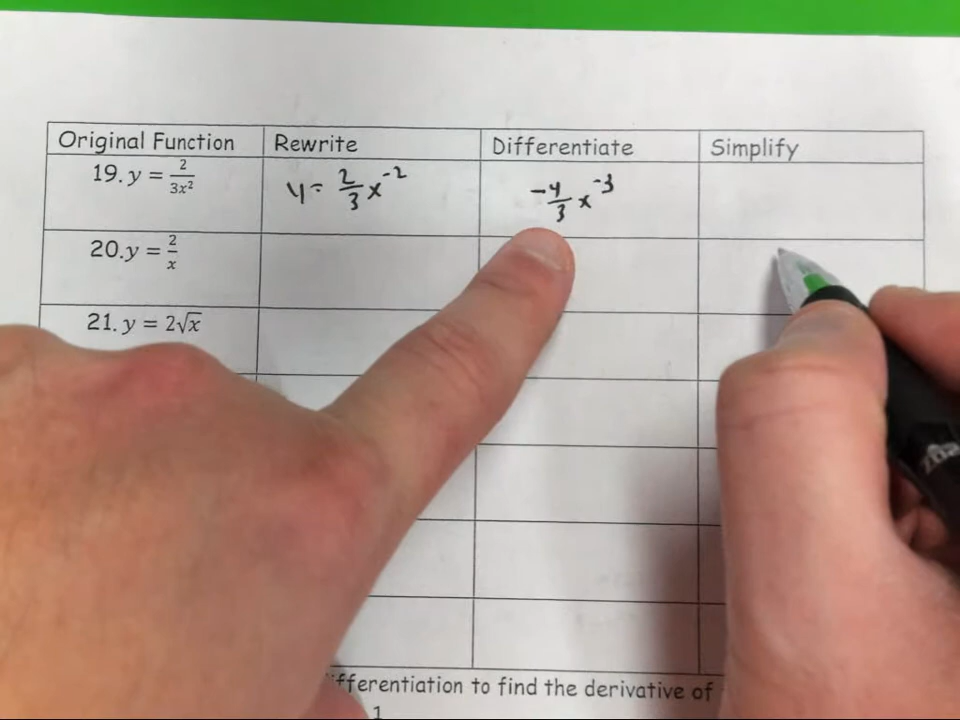 Original Function Rewrite Differentiate Simplify
19. y = 2/3x² y = 2/3 x⁻² -4/3 x⁻³
20. y = 2/x
21. y = 2√x
fferentiation to find the derivative of
1